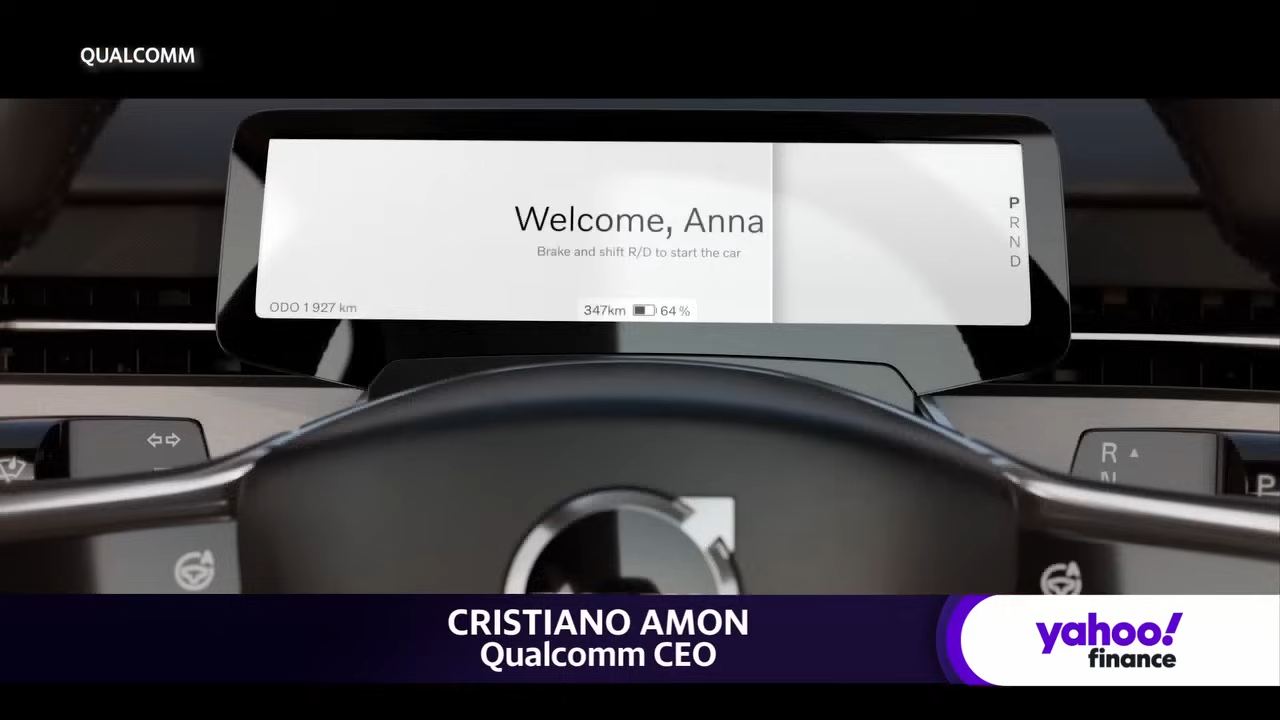 QUALCOMM
Welcome, Anna
Brake and shift R/D to start the car
P
R
N
D
ODO 1 927 km
347km 64 %
R
N
P
CRISTIANO AMON
Qualcomm CEO
yahoo!
finance